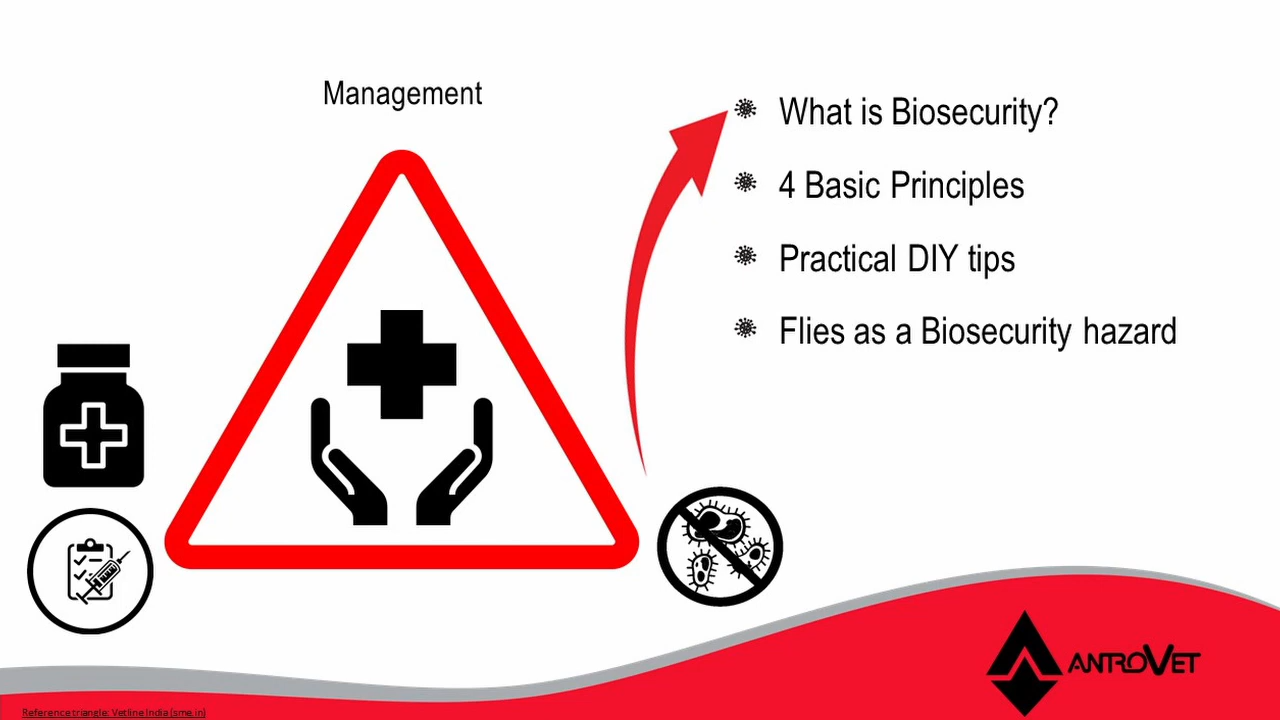 Management
What is Biosecurity?
4 Basic Principles
Practical DIY tips
Flies as a Biosecurity hazard
ANTROVET
Reference triangle: Vetline India (sme.in)